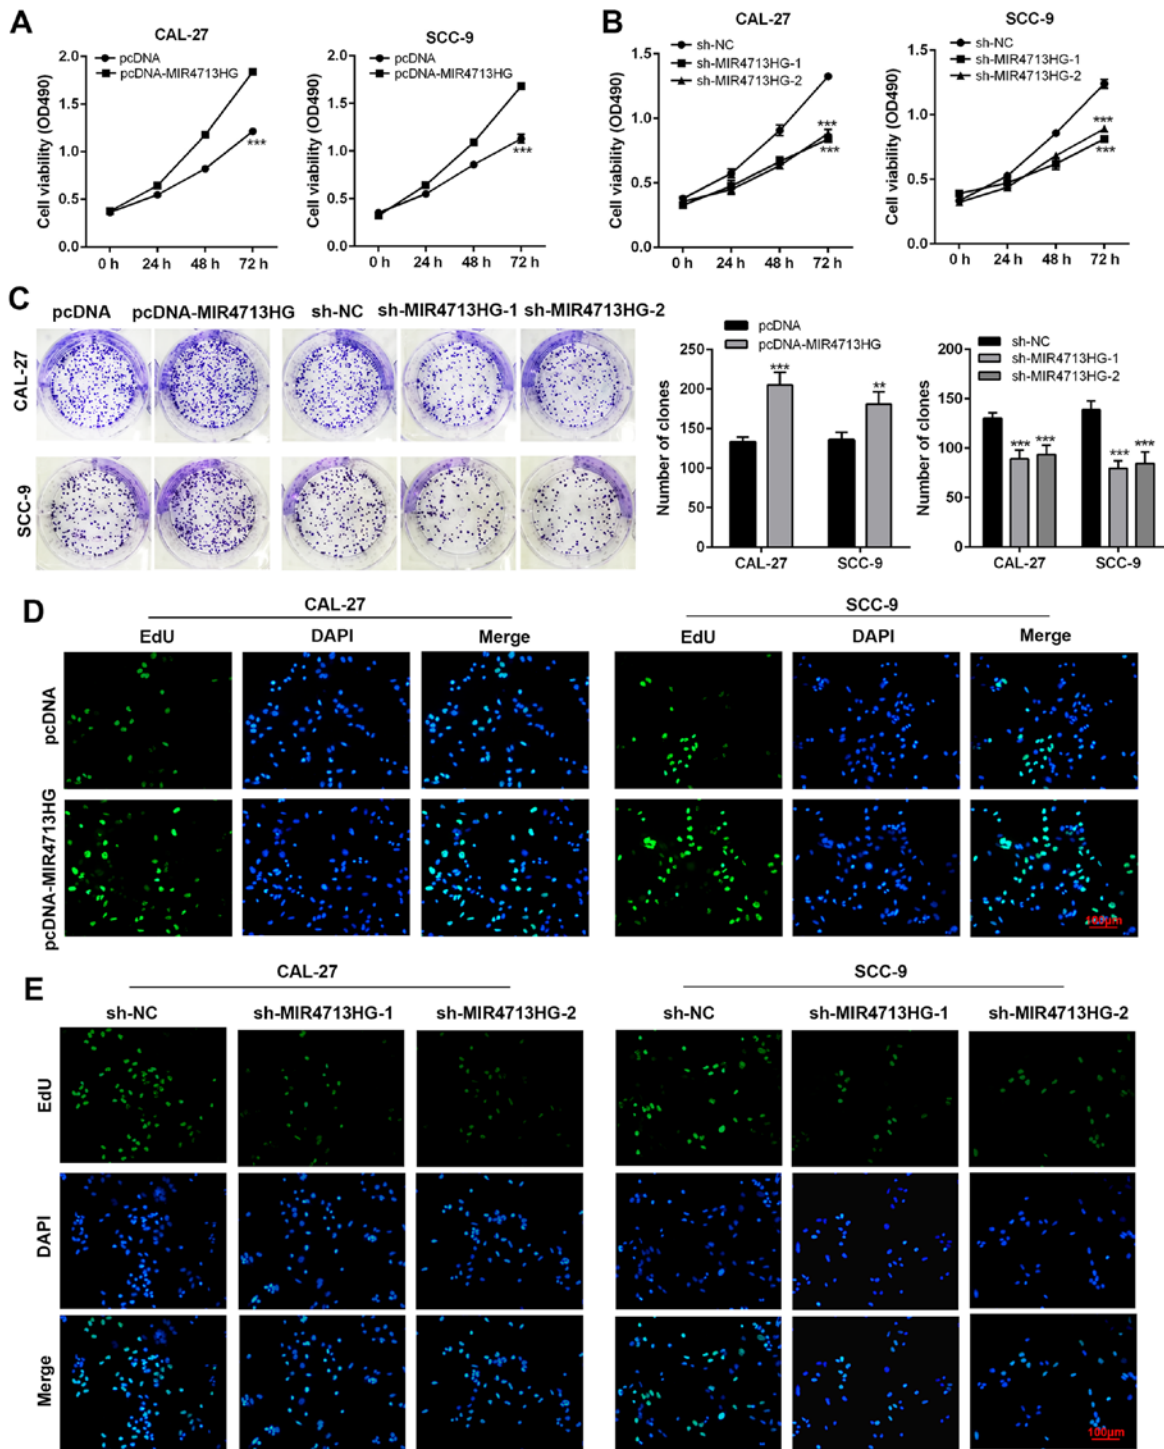 A
CAL-27
pcDNA
pcDNA-MIR4713HG
Cell viability (OD490)
2.0
1.5
1.0
0.5
0.0
***
0 h 24 h 48 h 72 h
SCC-9
pcDNA
pcDNA-MIR4713HG
Cell viability (OD490)
2.0
1.5
1.0
0.5
0.0
***
0 h 24 h 48 h 72 h
B
CAL-27
sh-NC
sh-MIR4713HG-1
sh-MIR4713HG-2
Cell viability (OD490)
1.5
1.0
0.5
0.0
***
***
0 h 24 h 48 h 72 h
SCC-9
sh-NC
sh-MIR4713HG-1
sh-MIR4713HG-2
Cell viability (OD490)
1.5
1.0
0.5
0.0
***
***
0 h 24 h 48 h 72 h
C
pcDNA pcDNA-MIR4713HG sh-NC sh-MIR4713HG-1 sh-MIR4713HG-2
CAL-27
SCC-9
pcDNA
pcDNA-MIR4713HG
Number of clones
250
200
150
100
50
0
*** **
CAL-27 SCC-9
sh-NC
sh-MIR4713HG-1
sh-MIR4713HG-2
Number of clones
200
150
100
50
0
*** *** *** ***
CAL-27 SCC-9
D
CAL-27 SCC-9
EdU DAPI Merge EdU DAPI Merge
pcDNA
pcDNA-MIR4713HG
100μm
E
CAL-27 SCC-9
sh-NC sh-MIR4713HG-1 sh-MIR4713HG-2 sh-NC sh-MIR4713HG-1 sh-MIR4713HG-2
EdU
DAPI
Merge
100μm